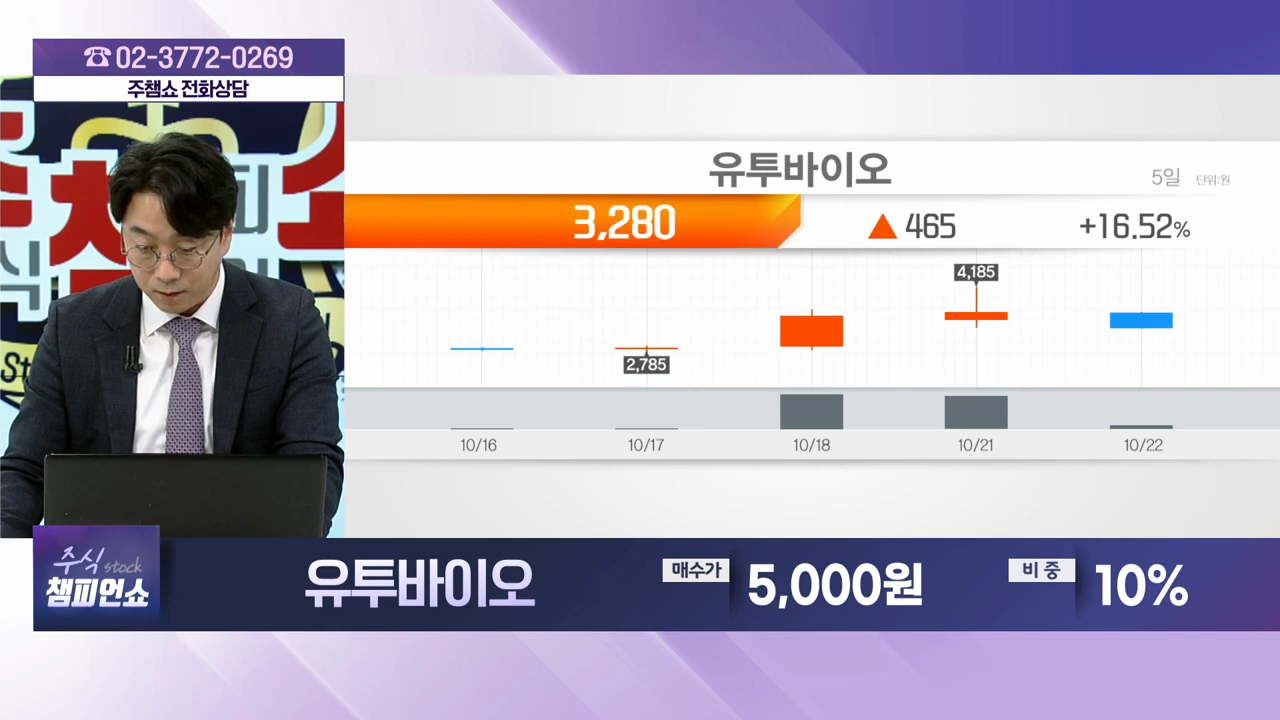 ☎02-3772-0269
주챔쇼 전화상담
유투바이오
5일 단위:원
3,280 ▲ 465 +16.52%
4,185
2,785
10/16 10/17 10/18 10/21 10/22
주식 stock
챔피언쇼
유투바이오
매수가 5,000원
비중 10%